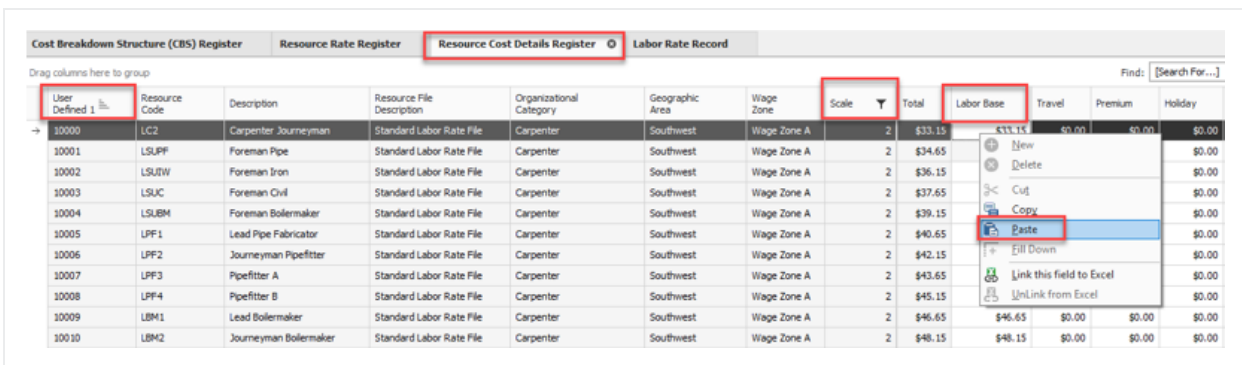 Cost Breakdown Structure (CBS) Register Resource Rate Register Resource Cost Details Register Labor Rate Record
Drag columns here to group Find: [Search For...]
User Defined 1 Resource Code Description Resource File Description Organizational Category Geographic Area Wage Zone Scale Total Labor Base Travel Premium Holiday
10000 LC2 Carpenter Journeyman Standard Labor Rate File Carpenter Southwest Wage Zone A 2 $33.15 $33.15 $0.00 $0.00 $0.00
10001 LSUPF Foreman Pipe Standard Labor Rate File Carpenter Southwest Wage Zone A 2 $34.65 New $0.00
10002 LSUIW Foreman Iron Standard Labor Rate File Carpenter Southwest Wage Zone A 2 $36.15 Delete $0.00
10003 LSUC Foreman Civil Standard Labor Rate File Carpenter Southwest Wage Zone A 2 $37.65 Cut $0.00
10004 LSUBM Foreman Boilermaker Standard Labor Rate File Carpenter Southwest Wage Zone A 2 $39.15 Copy $0.00
10005 LPF1 Lead Pipe Fabricator Standard Labor Rate File Carpenter Southwest Wage Zone A 2 $40.65 Paste $0.00
10006 LPF2 Journeyman Pipefitter Standard Labor Rate File Carpenter Southwest Wage Zone A 2 $42.15 Fill Down $0.00
10007 LPF3 Pipefitter A Standard Labor Rate File Carpenter Southwest Wage Zone A 2 $43.65 Link this field to Excel $0.00
10008 LPF4 Pipefitter B Standard Labor Rate File Carpenter Southwest Wage Zone A 2 $45.15 UnLink from Excel $0.00
10009 LBM1 Lead Boilermaker Standard Labor Rate File Carpenter Southwest Wage Zone A 2 $46.65 $46.65 $0.00 $0.00 $0.00
10010 LBM2 Journeyman Boilermaker Standard Labor Rate File Carpenter Southwest Wage Zone A 2 $48.15 $48.15 $0.00 $0.00 $0.00